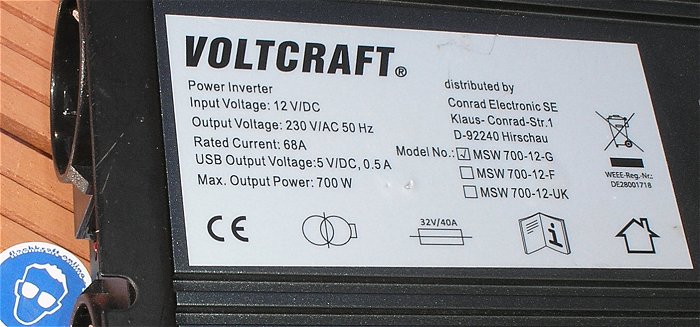 VOLTCRAFT®
Power Inverter
Input Voltage: 12 V/DC
Output Voltage: 230 V/AC 50 Hz
Rated Current: 68A
USB Output Voltage:5 V/DC, 0.5 A
Max. Output Power: 700 W
distributed by
Conrad Electronic SE
Klaus- Conrad-Str.1
D-92240 Hirschau
Model No.: ☑ MSW 700-12-G
☐ MSW 700-12-F
☐ MSW 700-12-UK
WEEE-Reg.-Nr.:
DE28001718
CE
32V/40A
i
flachkraft.online